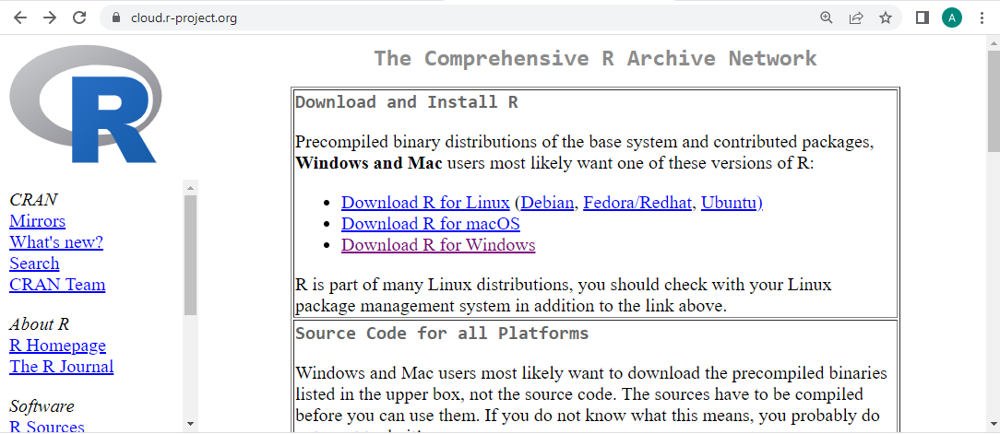 cloud.r-project.org
A
R
CRAN
Mirrors
What's new?
Search
CRAN Team
About R
R Homepage
The R Journal
Software
R Sources
The Comprehensive R Archive Network
Download and Install R
Precompiled binary distributions of the base system and contributed packages,
Windows and Mac users most likely want one of these versions of R:
• Download R for Linux (Debian, Fedora/Redhat, Ubuntu)
• Download R for macOS
• Download R for Windows
R is part of many Linux distributions, you should check with your Linux
package management system in addition to the link above.
Source Code for all Platforms
Windows and Mac users most likely want to download the precompiled binaries
listed in the upper box, not the source code. The sources have to be compiled
before you can use them. If you do not know what this means, you probably do